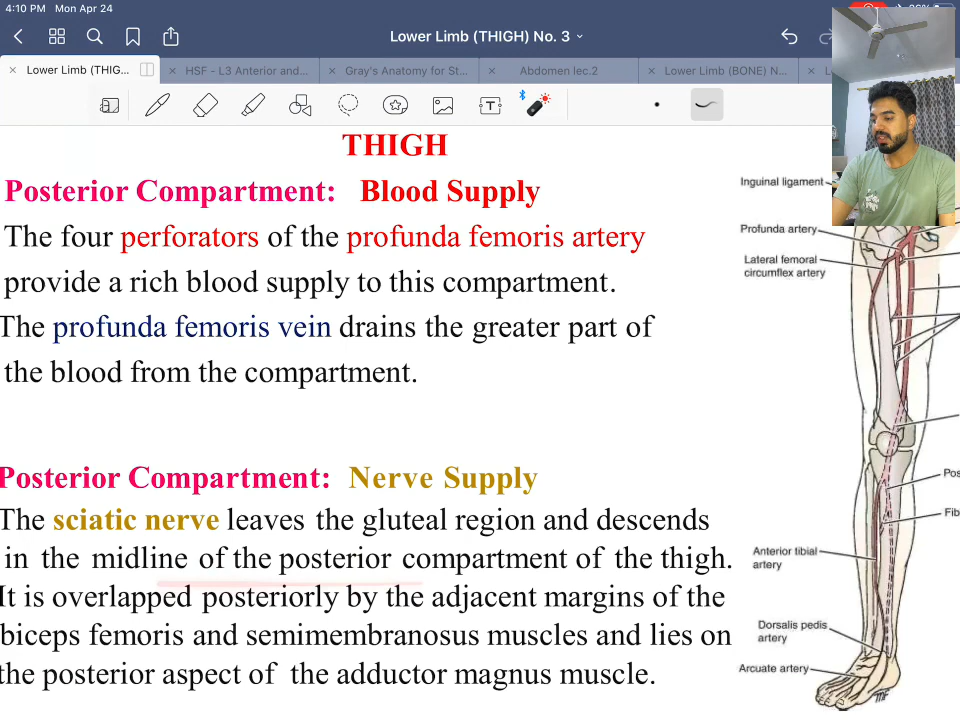 4:10 PM Mon Apr 24
Lower Limb (THIGH) No. 3
Lower Limb (THIG...
HSF - L3 Anterior and...
Gray's Anatomy for St...
Abdomen lec.2
Lower Limb (BONE) N...
THIGH
Posterior Compartment: Blood Supply
The four perforators of the profunda femoris artery
provide a rich blood supply to this compartment.
The profunda femoris vein drains the greater part of
the blood from the compartment.
Posterior Compartment: Nerve Supply
The sciatic nerve leaves the gluteal region and descends
in the midline of the posterior compartment of the thigh.
It is overlapped posteriorly by the adjacent margins of the
biceps femoris and semimembranosus muscles and lies on
the posterior aspect of the adductor magnus muscle.
Inguinal ligament
Profunda artery
Lateral femoral
circumflex artery
Pos
Fib
Anterior tibial
artery
Dorsalis pedis
artery
Arcuate artery